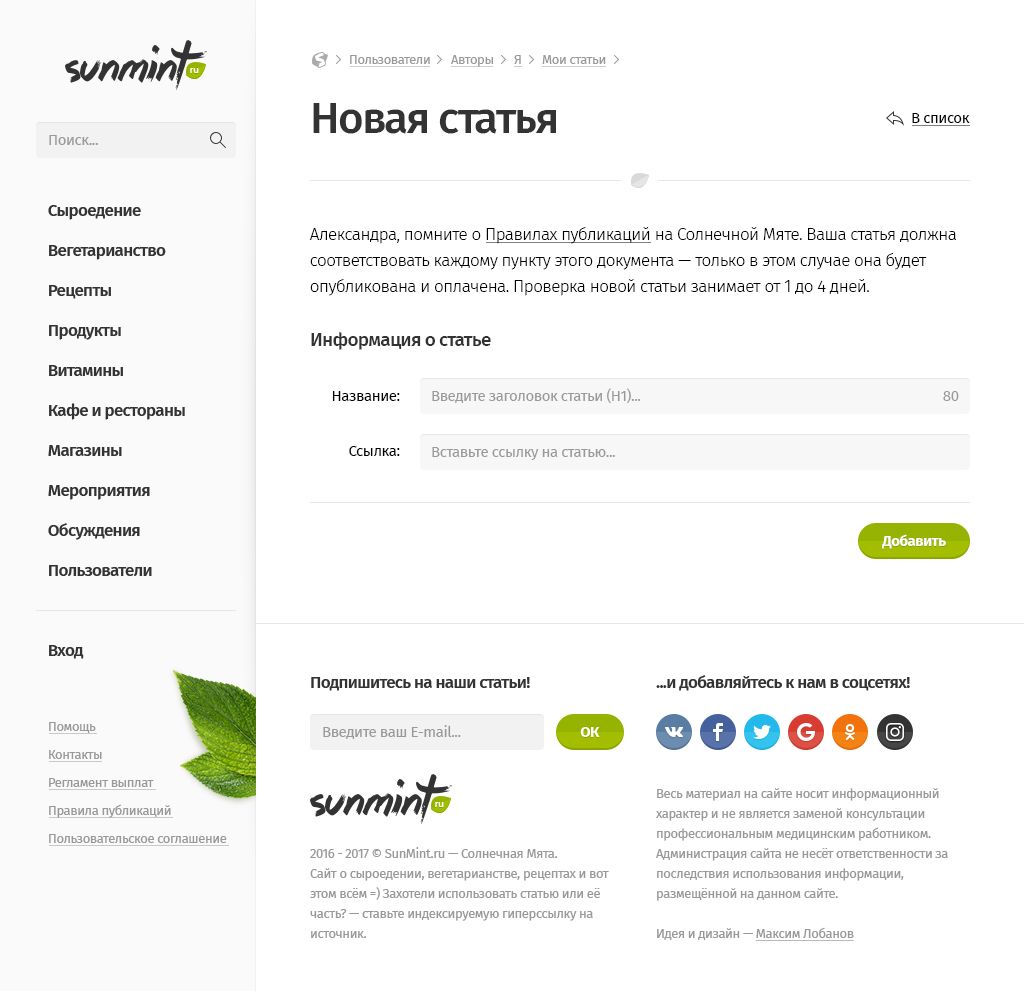 sunmint ru
Поиск...
Сыроедение
Вегетарианство
Рецепты
Продукты
Витамины
Кафе и рестораны
Магазины
Мероприятия
Обсуждения
Пользователи
Вход
Помощь
Контакты
Регламент выплат
Правила публикаций
Пользовательское соглашение
Пользователи Авторы Я Мои статьи
Новая статья
В список
Александра, помните о Правилах публикаций на Солнечной Мяте. Ваша статья должна
соответствовать каждому пункту этого документа — только в этом случае она будет
опубликована и оплачена. Проверка новой статьи занимает от 1 до 4 дней.
Информация о статье
Название: Введите заголовок статьи (H1)... 80
Ссылка: Вставьте ссылку на статью...
Добавить
Подпишитесь на наши статьи!
Введите ваш E-mail... ОК
sunmint ru
2016 - 2017 © SunMint.ru — Солнечная Мята.
Сайт о сыроедении, вегетарианстве, рецептах и вот
этом всём =) Захотели использовать статью или её
часть? — ставьте индексируемую гиперссылку на
источник.
...и добавляйтесь к нам в соцсетях!
Весь материал на сайте носит информационный
характер и не является заменой консультации
профессиональным медицинским работником.
Администрация сайта не несёт ответственности за
последствия использования информации,
размещённой на данном сайте.
Идея и дизайн — Максим Лобанов